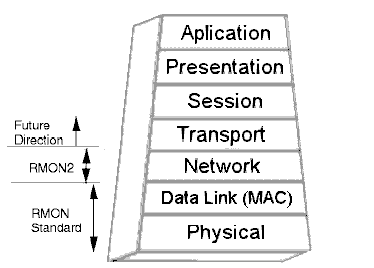 Aplication
Presentation
Session
Future
Direction
Transport
RMON2
Network
Data Link (MAC)
RMON
Standard
Physical